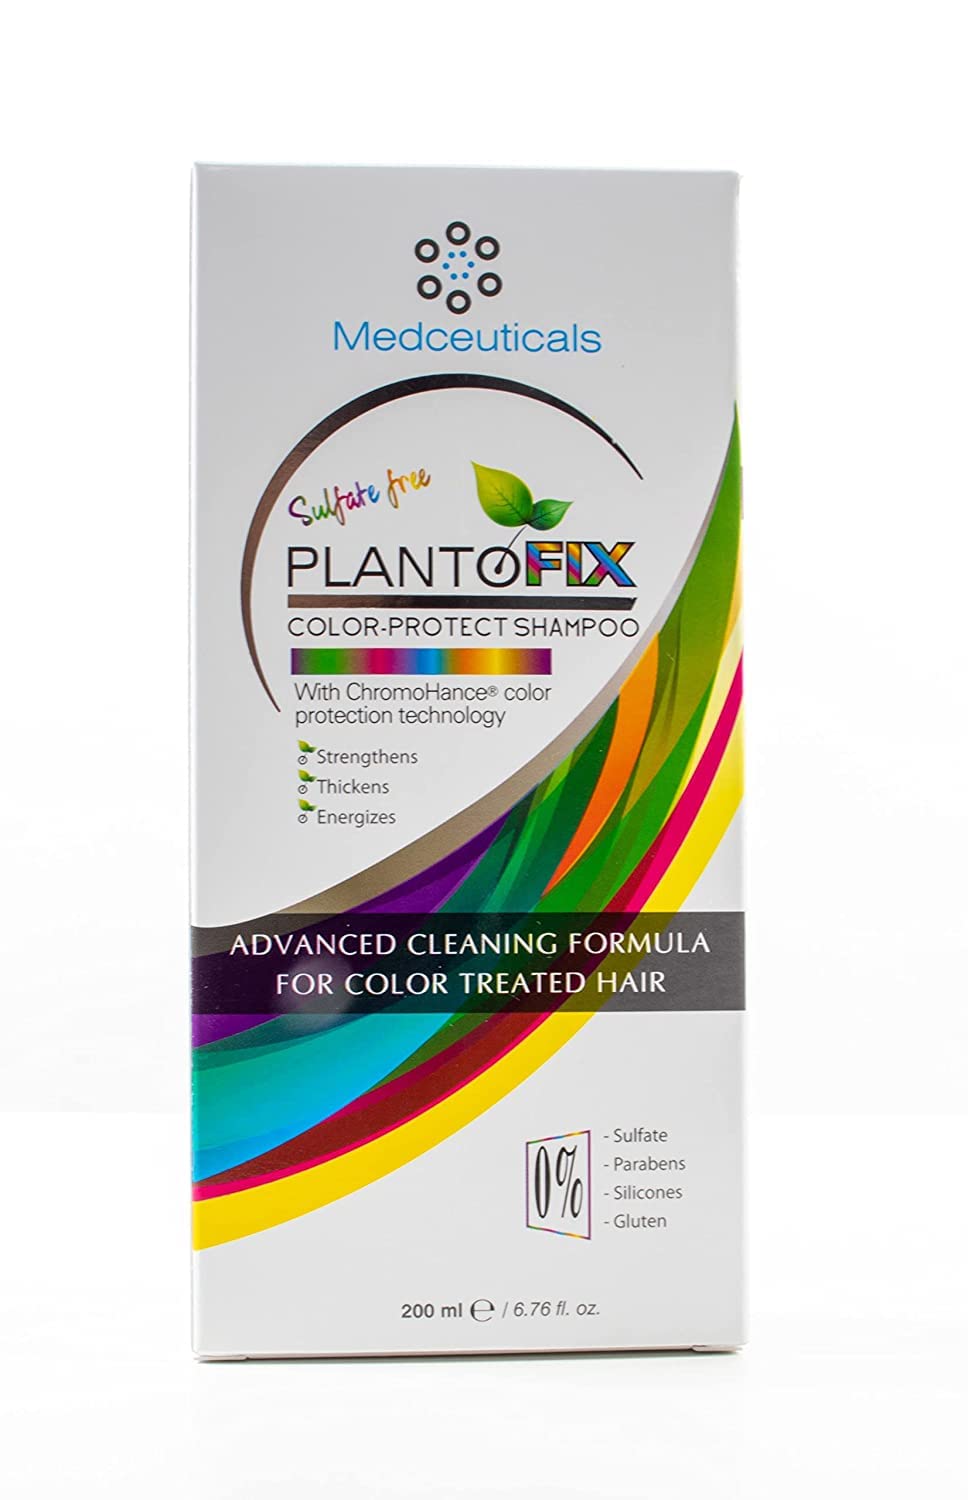 Medceuticals
Sulfate free
PLANTOFIX
COLOR-PROTECT SHAMPOO
With ChromoHance® color
protection technology
Strengthens
Thickens
Energizes
ADVANCED CLEANING FORMULA
FOR COLOR TREATED HAIR
0%
- Sulfate
- Parabens
- Silicones
- Gluten
200 ml ℮ / 6.76 fl. oz.